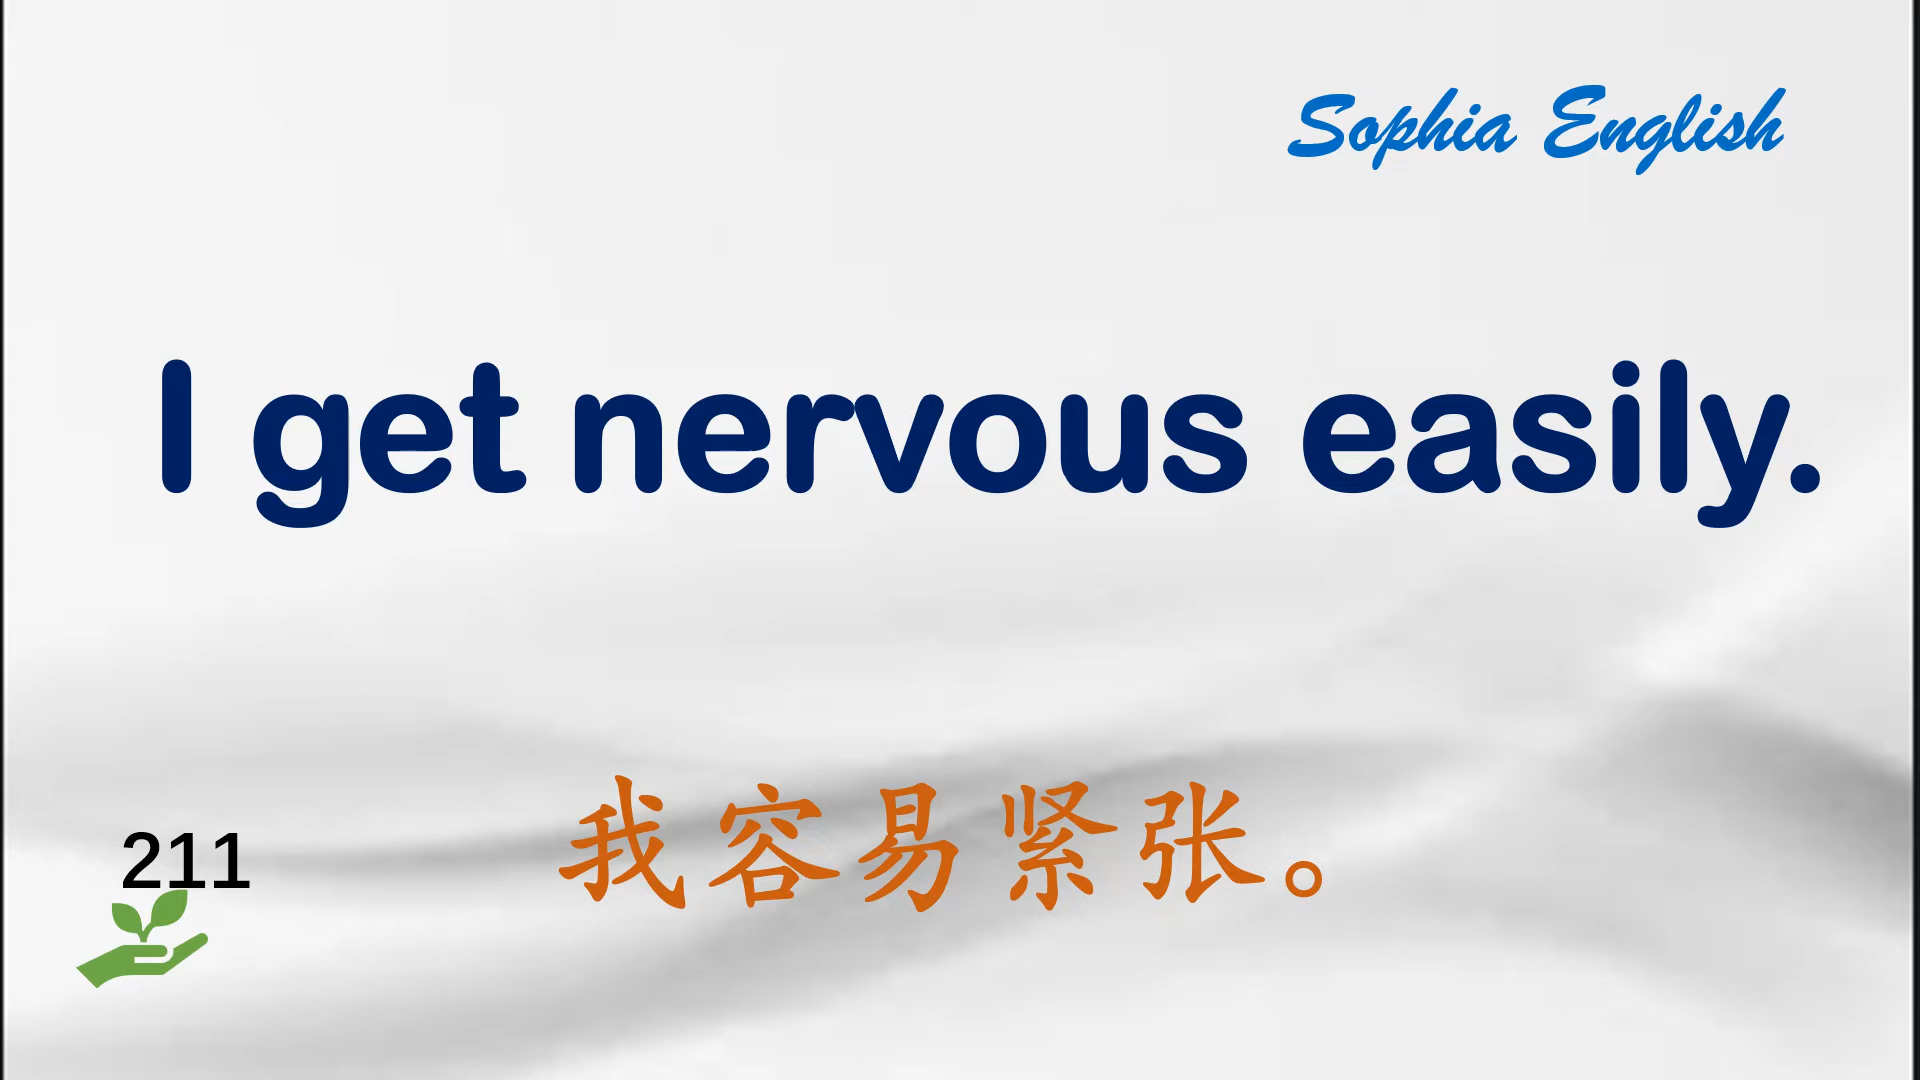 Sophia English
I get nervous easily.
我容易紧张。
211